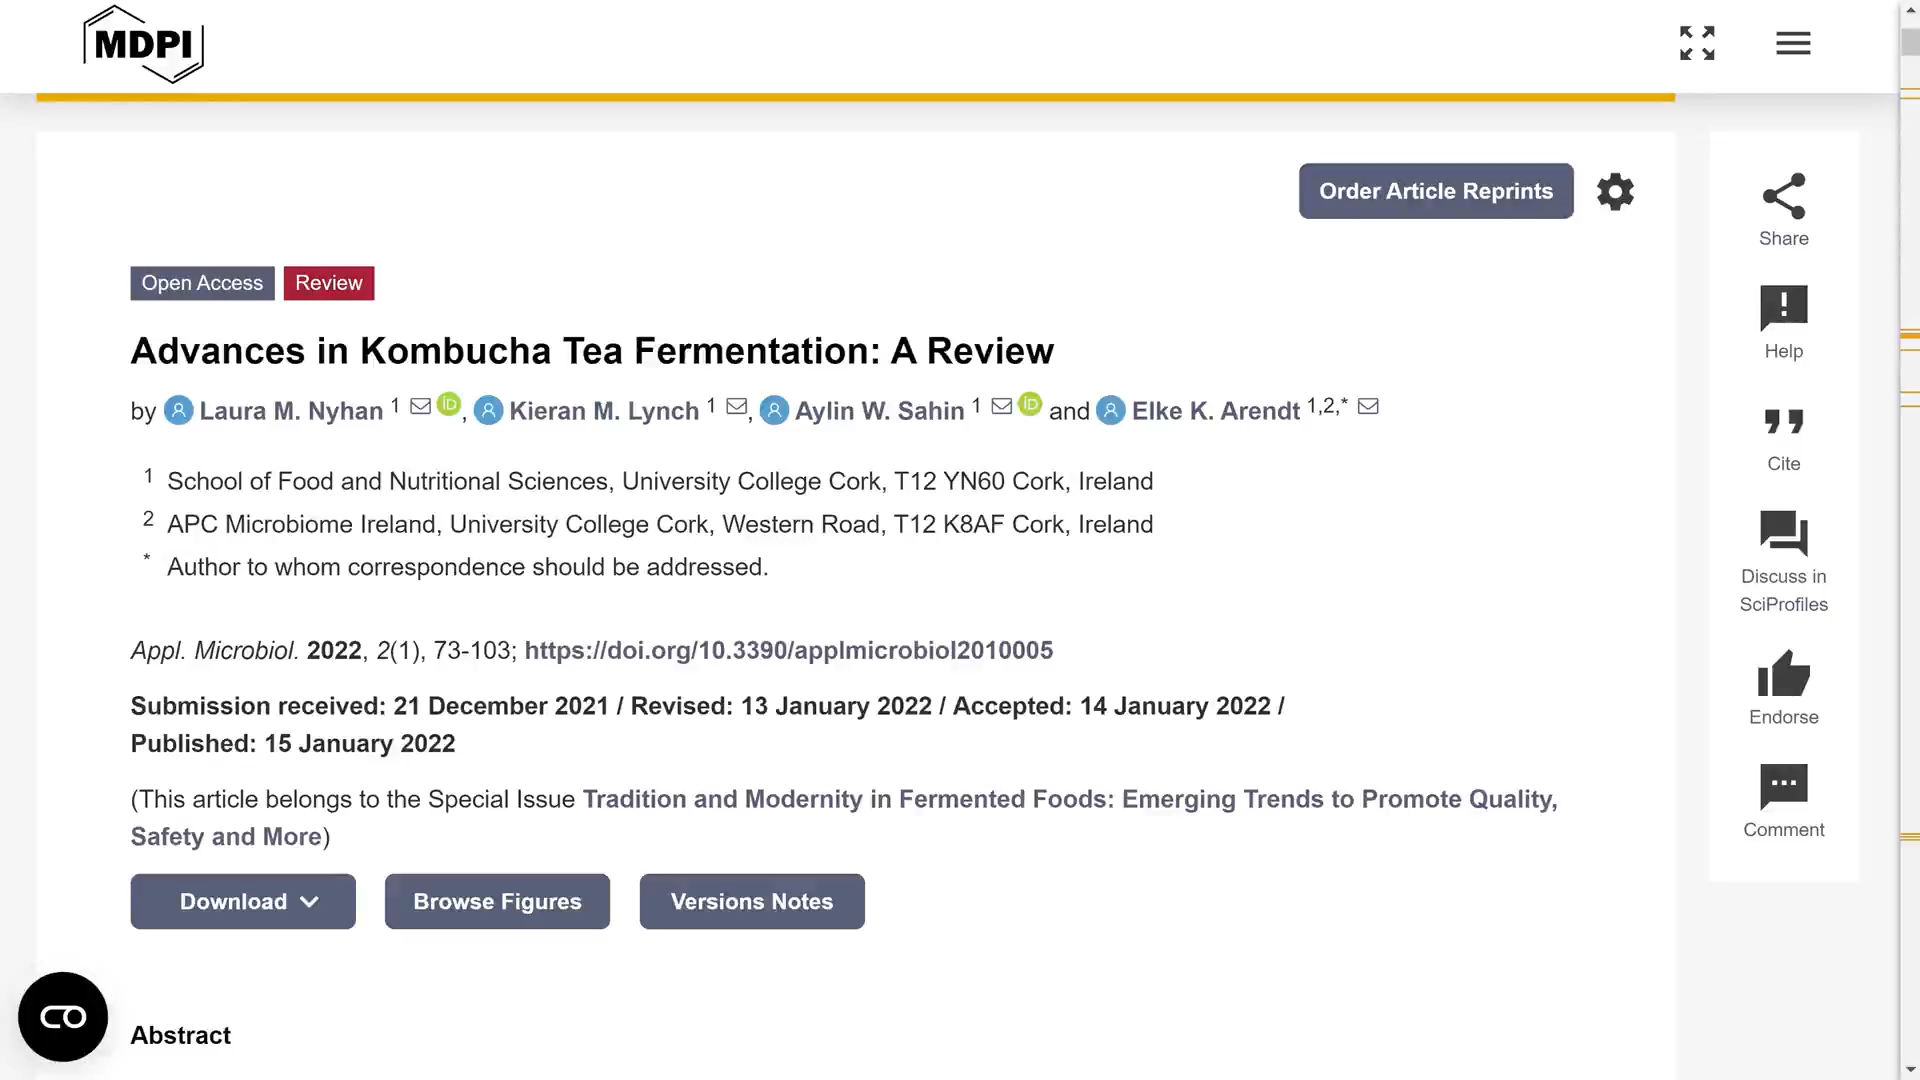 MDPI
Order Article Reprints
Open Access Review
Advances in Kombucha Tea Fermentation: A Review
by Laura M. Nyhan 1 iD, Kieran M. Lynch 1, Aylin W. Sahin 1 iD and Elke K. Arendt 1,2,*
1 School of Food and Nutritional Sciences, University College Cork, T12 YN60 Cork, Ireland
2 APC Microbiome Ireland, University College Cork, Western Road, T12 K8AF Cork, Ireland
* Author to whom correspondence should be addressed.
Appl. Microbiol. 2022, 2(1), 73-103; https://doi.org/10.3390/applmicrobiol2010005
Submission received: 21 December 2021 / Revised: 13 January 2022 / Accepted: 14 January 2022 /
Published: 15 January 2022
(This article belongs to the Special Issue Tradition and Modernity in Fermented Foods: Emerging Trends to Promote Quality,
Safety and More)
Download Browse Figures Versions Notes
Abstract
Share
Help
Cite
Discuss in
SciProfiles
Endorse
Comment